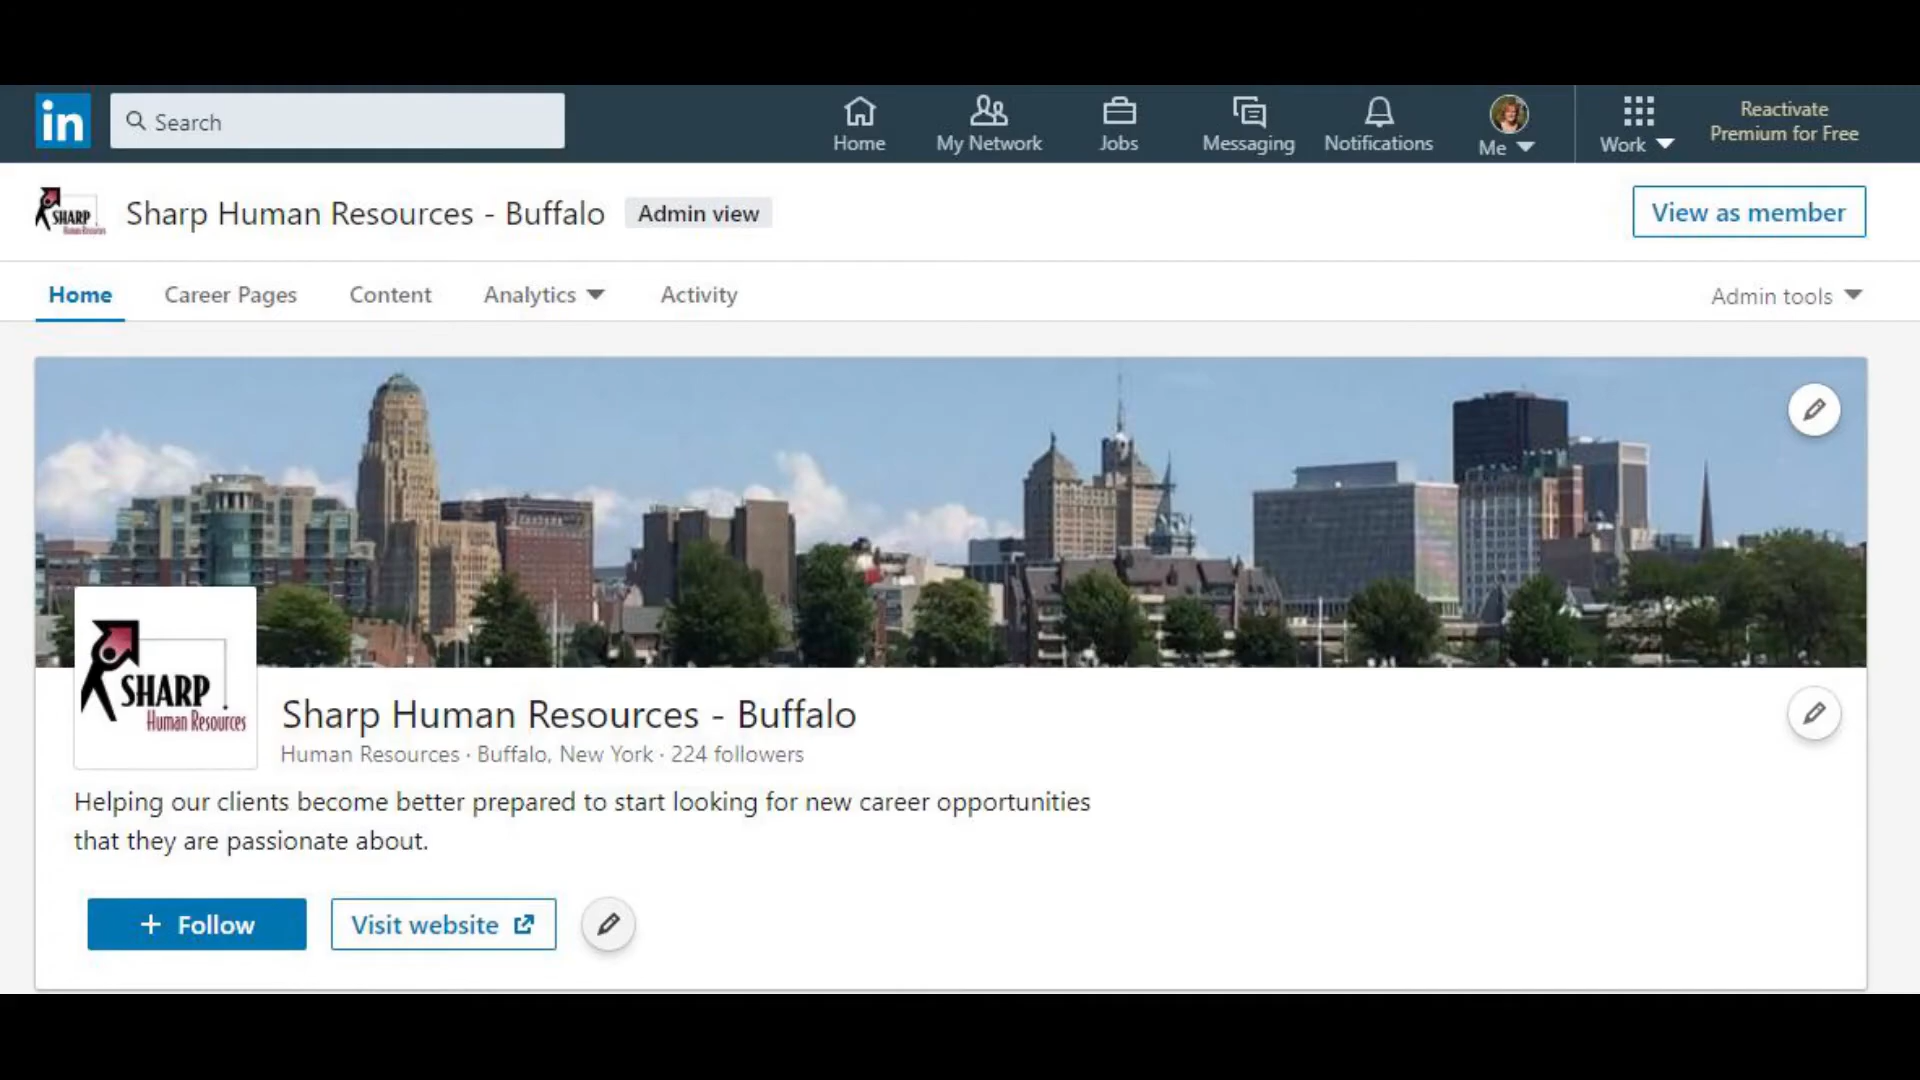 in
Search
Home
My Network
Jobs
Messaging
Notifications
Me
Work
Reactivate
Premium for Free
SHARP
Human Resources
Sharp Human Resources - Buffalo
Admin view
View as member
Home
Career Pages
Content
Analytics
Activity
Admin tools
SHARP
Human Resources
Sharp Human Resources - Buffalo
Human Resources · Buffalo, New York · 224 followers
Helping our clients become better prepared to start looking for new career opportunities
that they are passionate about.
+ Follow
Visit website